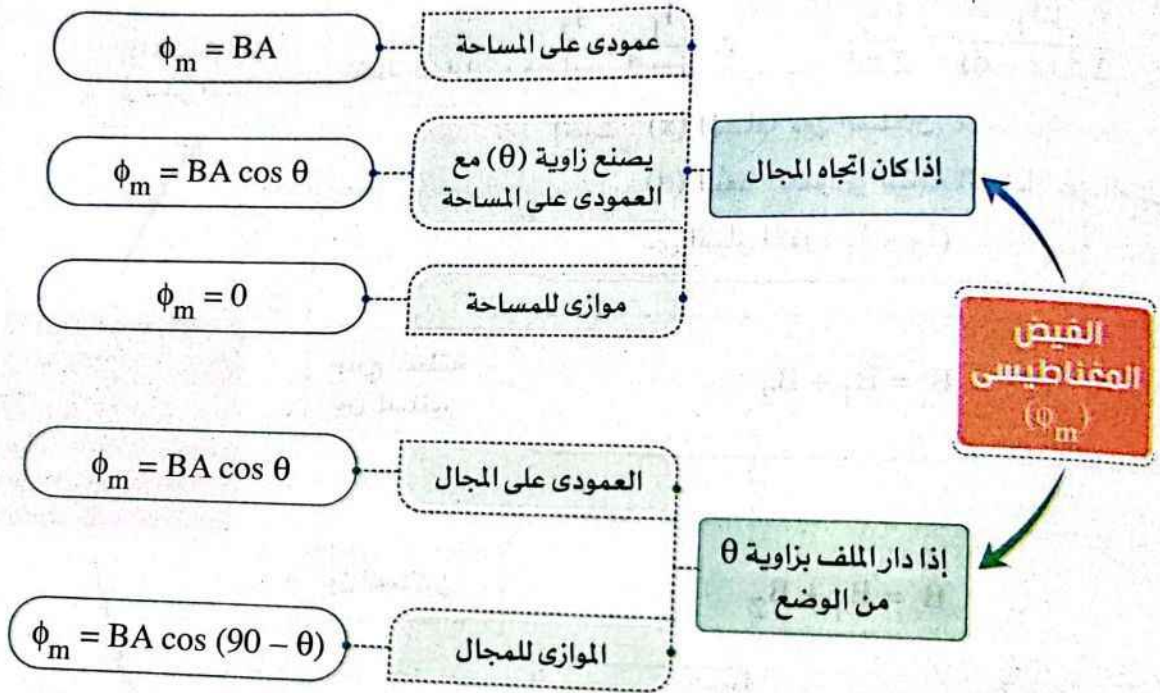 الفيض
المغناطيسى
(φm)
إذا كان اتجاه المجال
عمودى على المساحة
ϕm = BA
يصنع زاوية (θ) مع
العمودى على المساحة
ϕm = BA cos θ
موازى للمساحة
ϕm = 0
إذا دار الملف بزاوية θ
من الوضع
العمودى على المجال
ϕm = BA cos θ
الموازى للمجال
ϕm = BA cos (90 – θ)